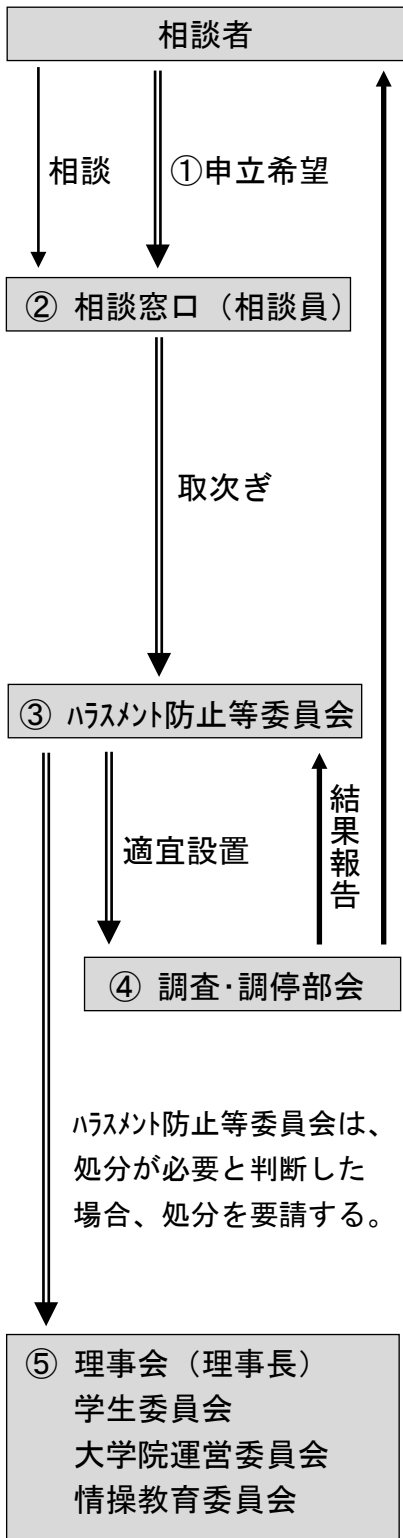 相談者
相談
①申立希望
② 相談窓口（相談員）
取次ぎ
③ ﾊﾗｽﾒﾝﾄ防止等委員会
適宜設置
結果報告
④ 調査･調停部会
ﾊﾗｽﾒﾝﾄ防止等委員会は、
処分が必要と判断した
場合、処分を要請する。
⑤ 理事会（理事長）
学生委員会
大学院運営委員会
情操教育委員会